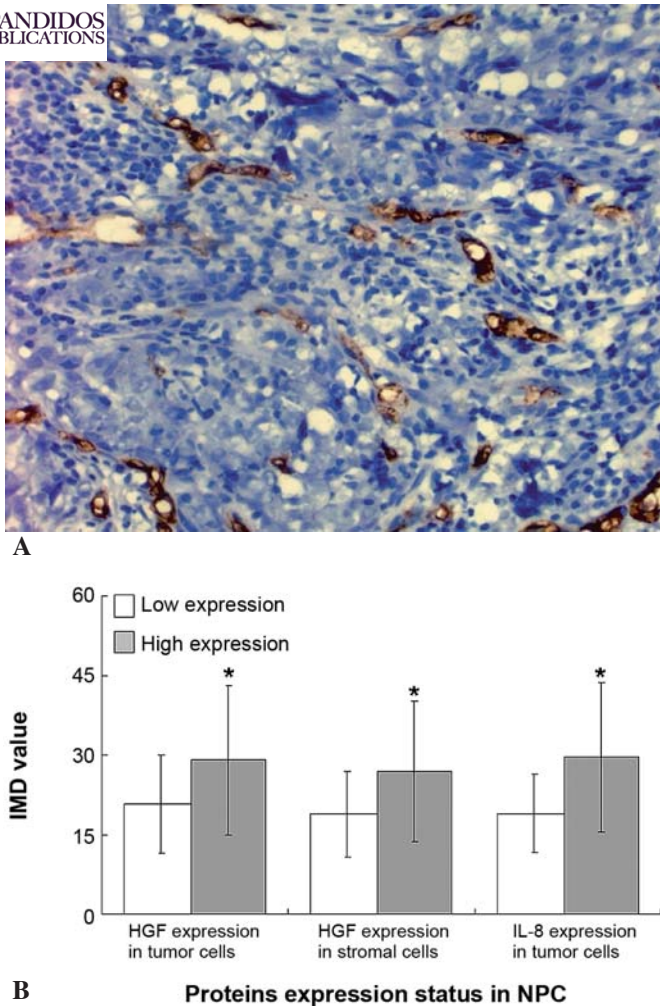 ANDIDOS
BLICATIONS
A
60
45
30
15
0
IMD value
Low expression
High expression
*
*
*
HGF expression
in tumor cells
HGF expression
in stromal cells
IL-8 expression
in tumor cells
B
Proteins expression status in NPC